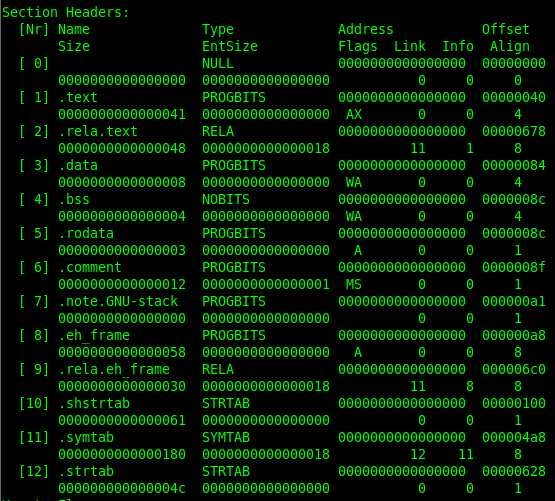 Section Headers:
  [Nr] Name              Type             Address           Offset
       Size              EntSize          Flags  Link  Info  Align
  [ 0]                   NULL             0000000000000000  00000000
       0000000000000000  0000000000000000           0     0     0
  [ 1] .text             PROGBITS         0000000000000000  00000040
       0000000000000041  0000000000000000  AX       0     0     4
  [ 2] .rela.text        RELA             0000000000000000  00000678
       0000000000000048  0000000000000018          11     1     8
  [ 3] .data             PROGBITS         0000000000000000  00000084
       0000000000000008  0000000000000000  WA       0     0     4
  [ 4] .bss              NOBITS           0000000000000000  0000008c
       0000000000000004  0000000000000000  WA       0     0     4
  [ 5] .rodata           PROGBITS         0000000000000000  0000008c
       0000000000000003  0000000000000000   A       0     0     1
  [ 6] .comment          PROGBITS         0000000000000000  0000008f
       0000000000000012  0000000000000001  MS       0     0     1
  [ 7] .note.GNU-stack   PROGBITS         0000000000000000  000000a1
       0000000000000000  0000000000000000           0     0     1
  [ 8] .eh_frame         PROGBITS         0000000000000000  000000a8
       0000000000000058  0000000000000000   A       0     0     8
  [ 9] .rela.eh_frame    RELA             0000000000000000  000006c0
       0000000000000030  0000000000000018          11     8     8
  [10] .shstrtab         STRTAB           0000000000000000  00000100
       0000000000000061  0000000000000000           0     0     1
  [11] .symtab           SYMTAB           0000000000000000  000004a8
       0000000000000180  0000000000000018          12    11     8
  [12] .strtab           STRTAB           0000000000000000  00000628
       000000000000004c  0000000000000000           0     0     1